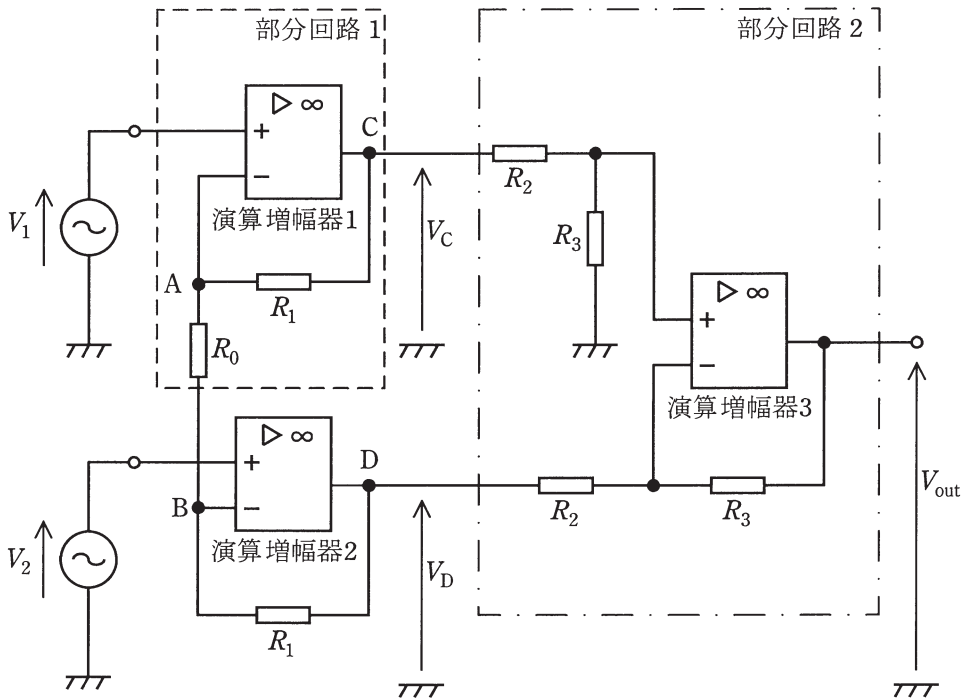 部分回路 1
部分回路 2
▷ ∞
C
+
−
R2
V1
演算増幅器1
VC
R3
A
R1
▷ ∞
+
R0
−
演算増幅器3
▷ ∞
D
+
B
−
R2
R3
Vout
V2
演算増幅器2
VD
R1